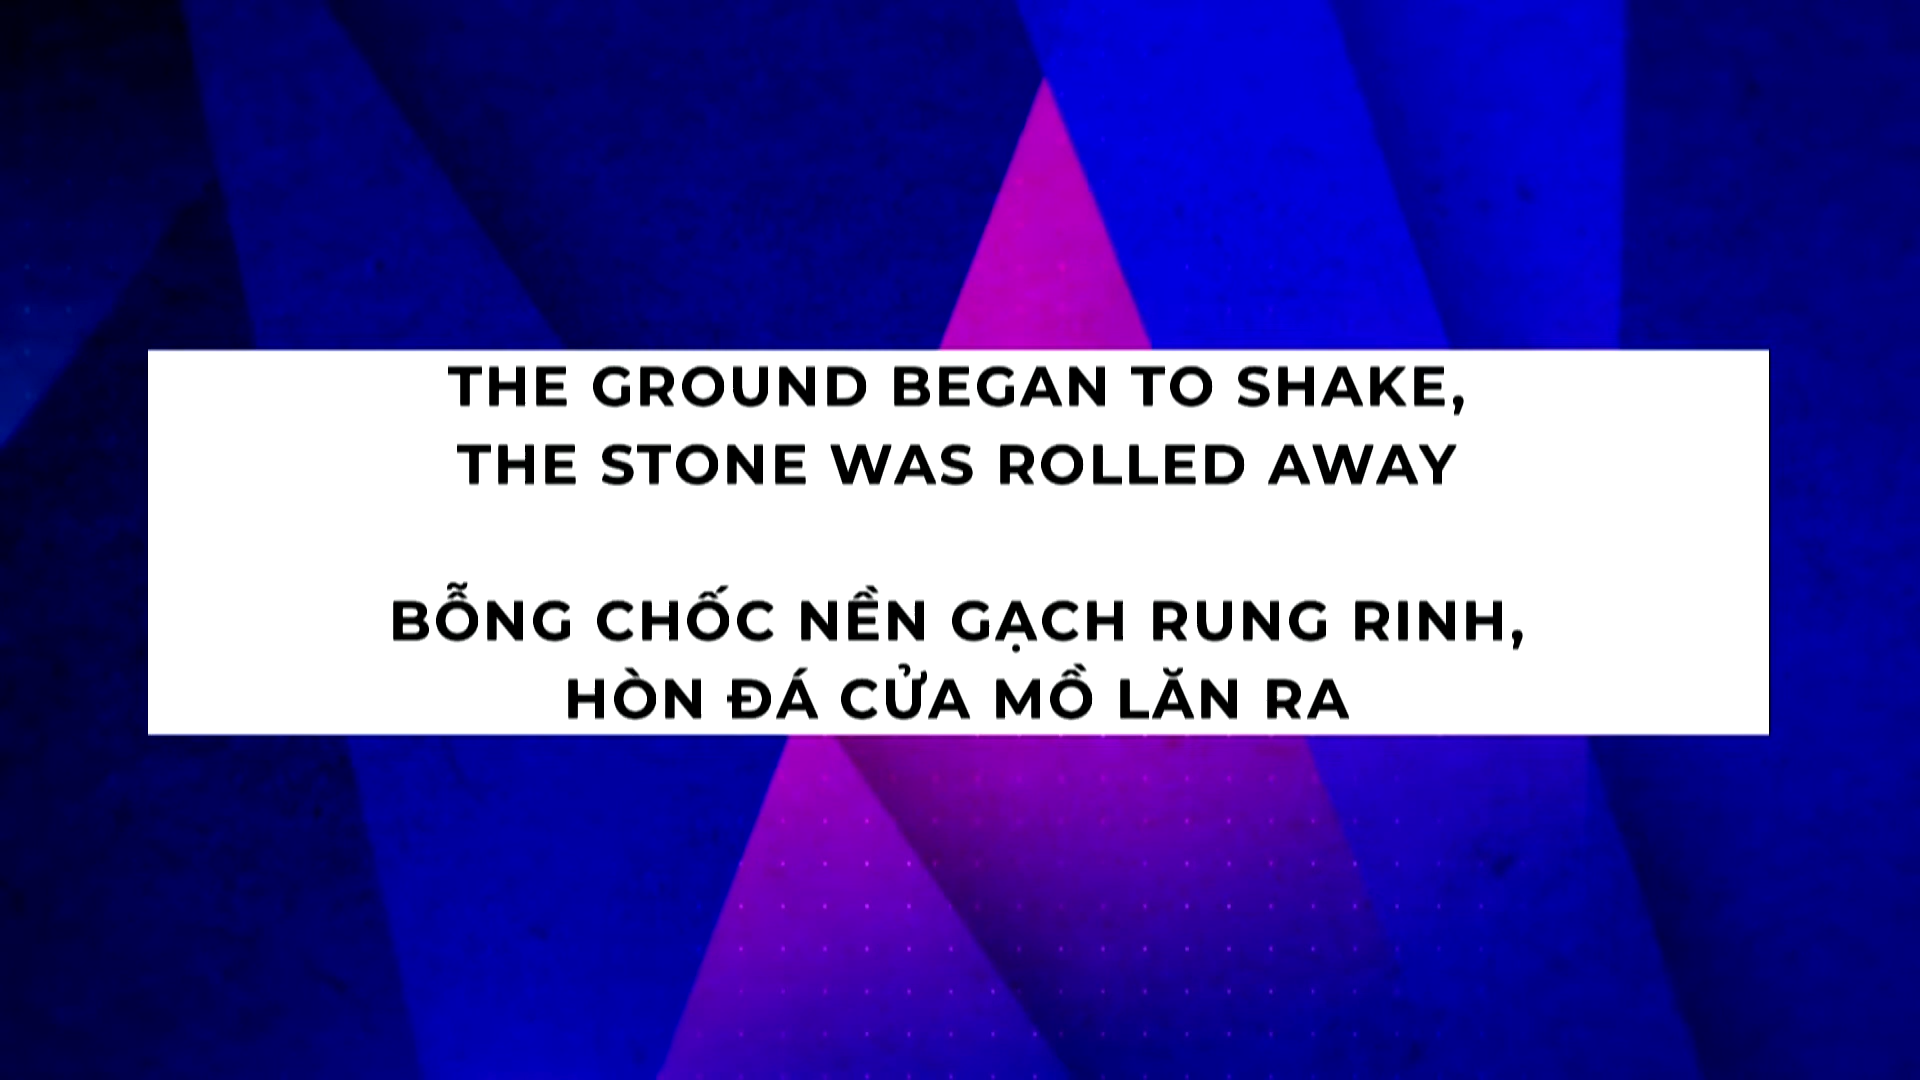 THE GROUND BEGAN TO SHAKE,
THE STONE WAS ROLLED AWAY
BỖNG CHỐC NỀN GẠCH RUNG RINH,
HÒN ĐÁ CỬA MỒ LĂN RA